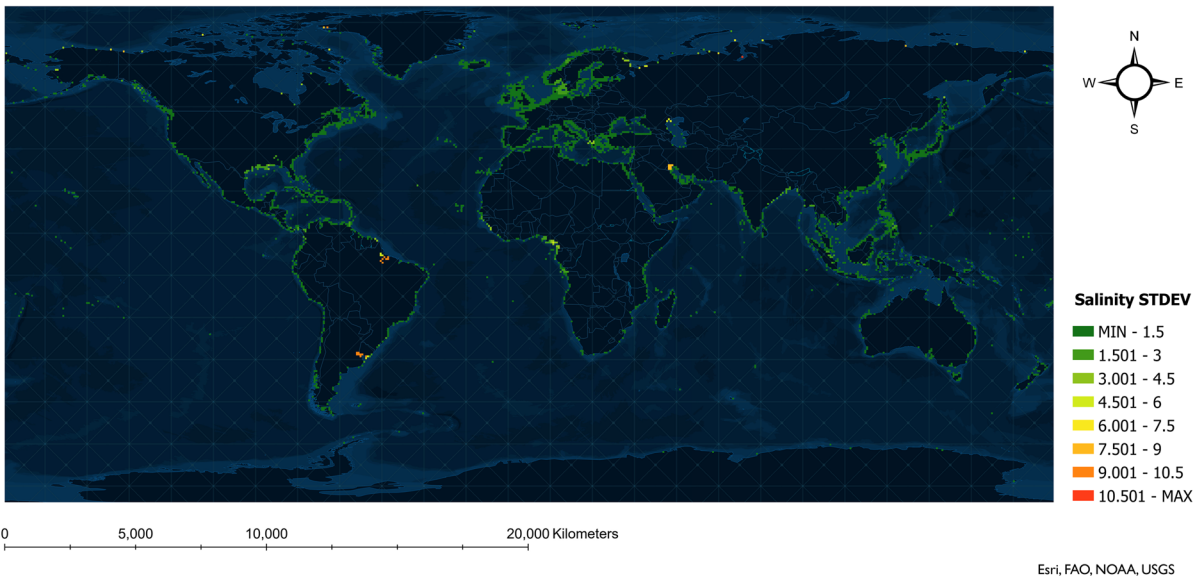 N
W E
S
Salinity STDEV
MIN - 1.5
1.501 - 3
3.001 - 4.5
4.501 - 6
6.001 - 7.5
7.501 - 9
9.001 - 10.5
10.501 - MAX
0 5,000 10,000 20,000 Kilometers
Esri, FAO, NOAA, USGS